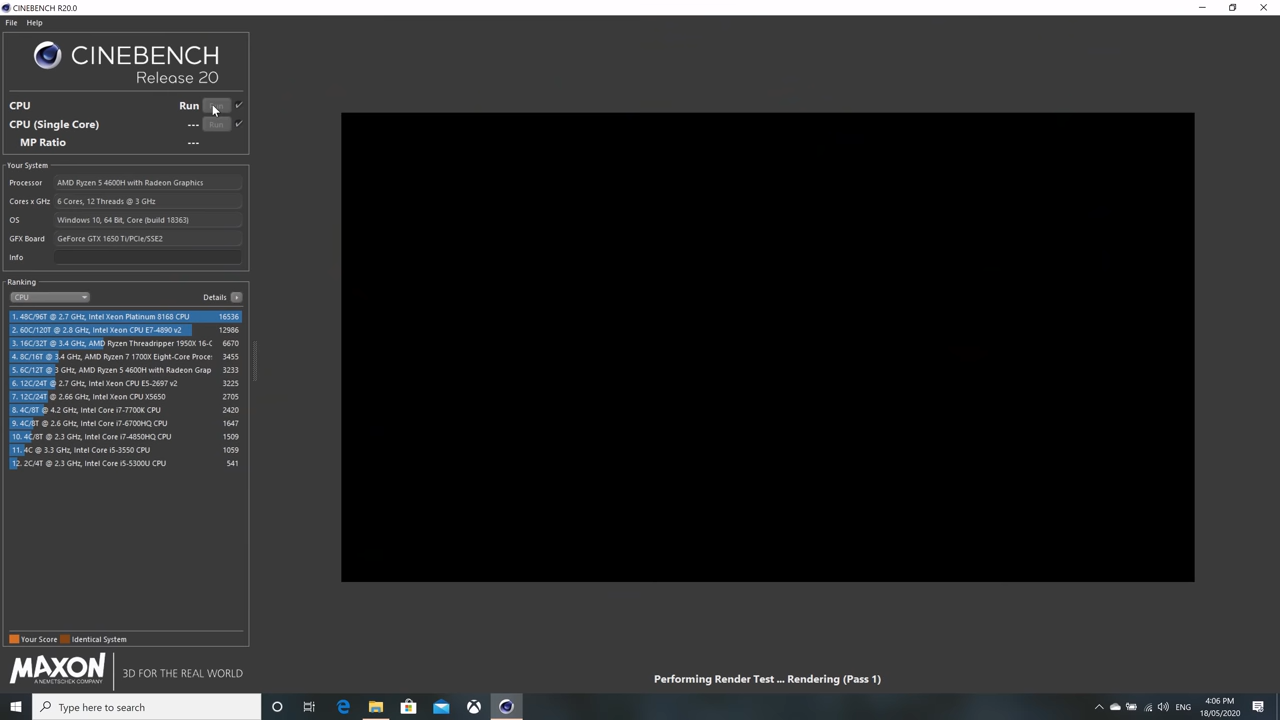 CINEBENCH R20.0
File Help
CINEBENCH
Release 20
CPU Run Run
CPU (Single Core) --- Run
MP Ratio ---
Your System
Processor AMD Ryzen 5 4600H with Radeon Graphics
Cores x GHz 6 Cores, 12 Threads @ 3 GHz
OS Windows 10, 64 Bit, Core (build 18363)
GFX Board GeForce GTX 1650 Ti/PCIe/SSE2
Info
Ranking
CPU Details
1. 48C/96T @ 2.7 GHz, Intel Xeon Platinum 8168 CPU 16536
2. 60C/120T @ 2.8 GHz, Intel Xeon CPU E7-4890 v2 12986
3. 16C/32T @ 3.4 GHz, AMD Ryzen Threadripper 1950X 16-C 6670
4. 8C/16T @ 3.4 GHz, AMD Ryzen 7 1700X Eight-Core Proce: 3455
5. 6C/12T @ 3 GHz, AMD Ryzen 5 4600H with Radeon Grap 3233
6. 12C/24T @ 2.7 GHz, Intel Xeon CPU E5-2697 v2 3225
7. 12C/24T @ 2.66 GHz, Intel Xeon CPU X5650 2705
8. 4C/8T @ 4.2 GHz, Intel Core i7-7700K CPU 2420
9. 4C/8T @ 2.6 GHz, Intel Core i7-6700HQ CPU 1647
10. 4C/8T @ 2.3 GHz, Intel Core i7-4850HQ CPU 1509
11. 4C @ 3.3 GHz, Intel Core i5-3550 CPU 1059
12. 2C/4T @ 2.3 GHz, Intel Core i5-5300U CPU 541
Your Score Identical System
MAXON
A NEMETSCHEK COMPANY
3D FOR THE REAL WORLD
Performing Render Test ... Rendering (Pass 1)
Type here to search
ENG
4:06 PM
18/05/2020